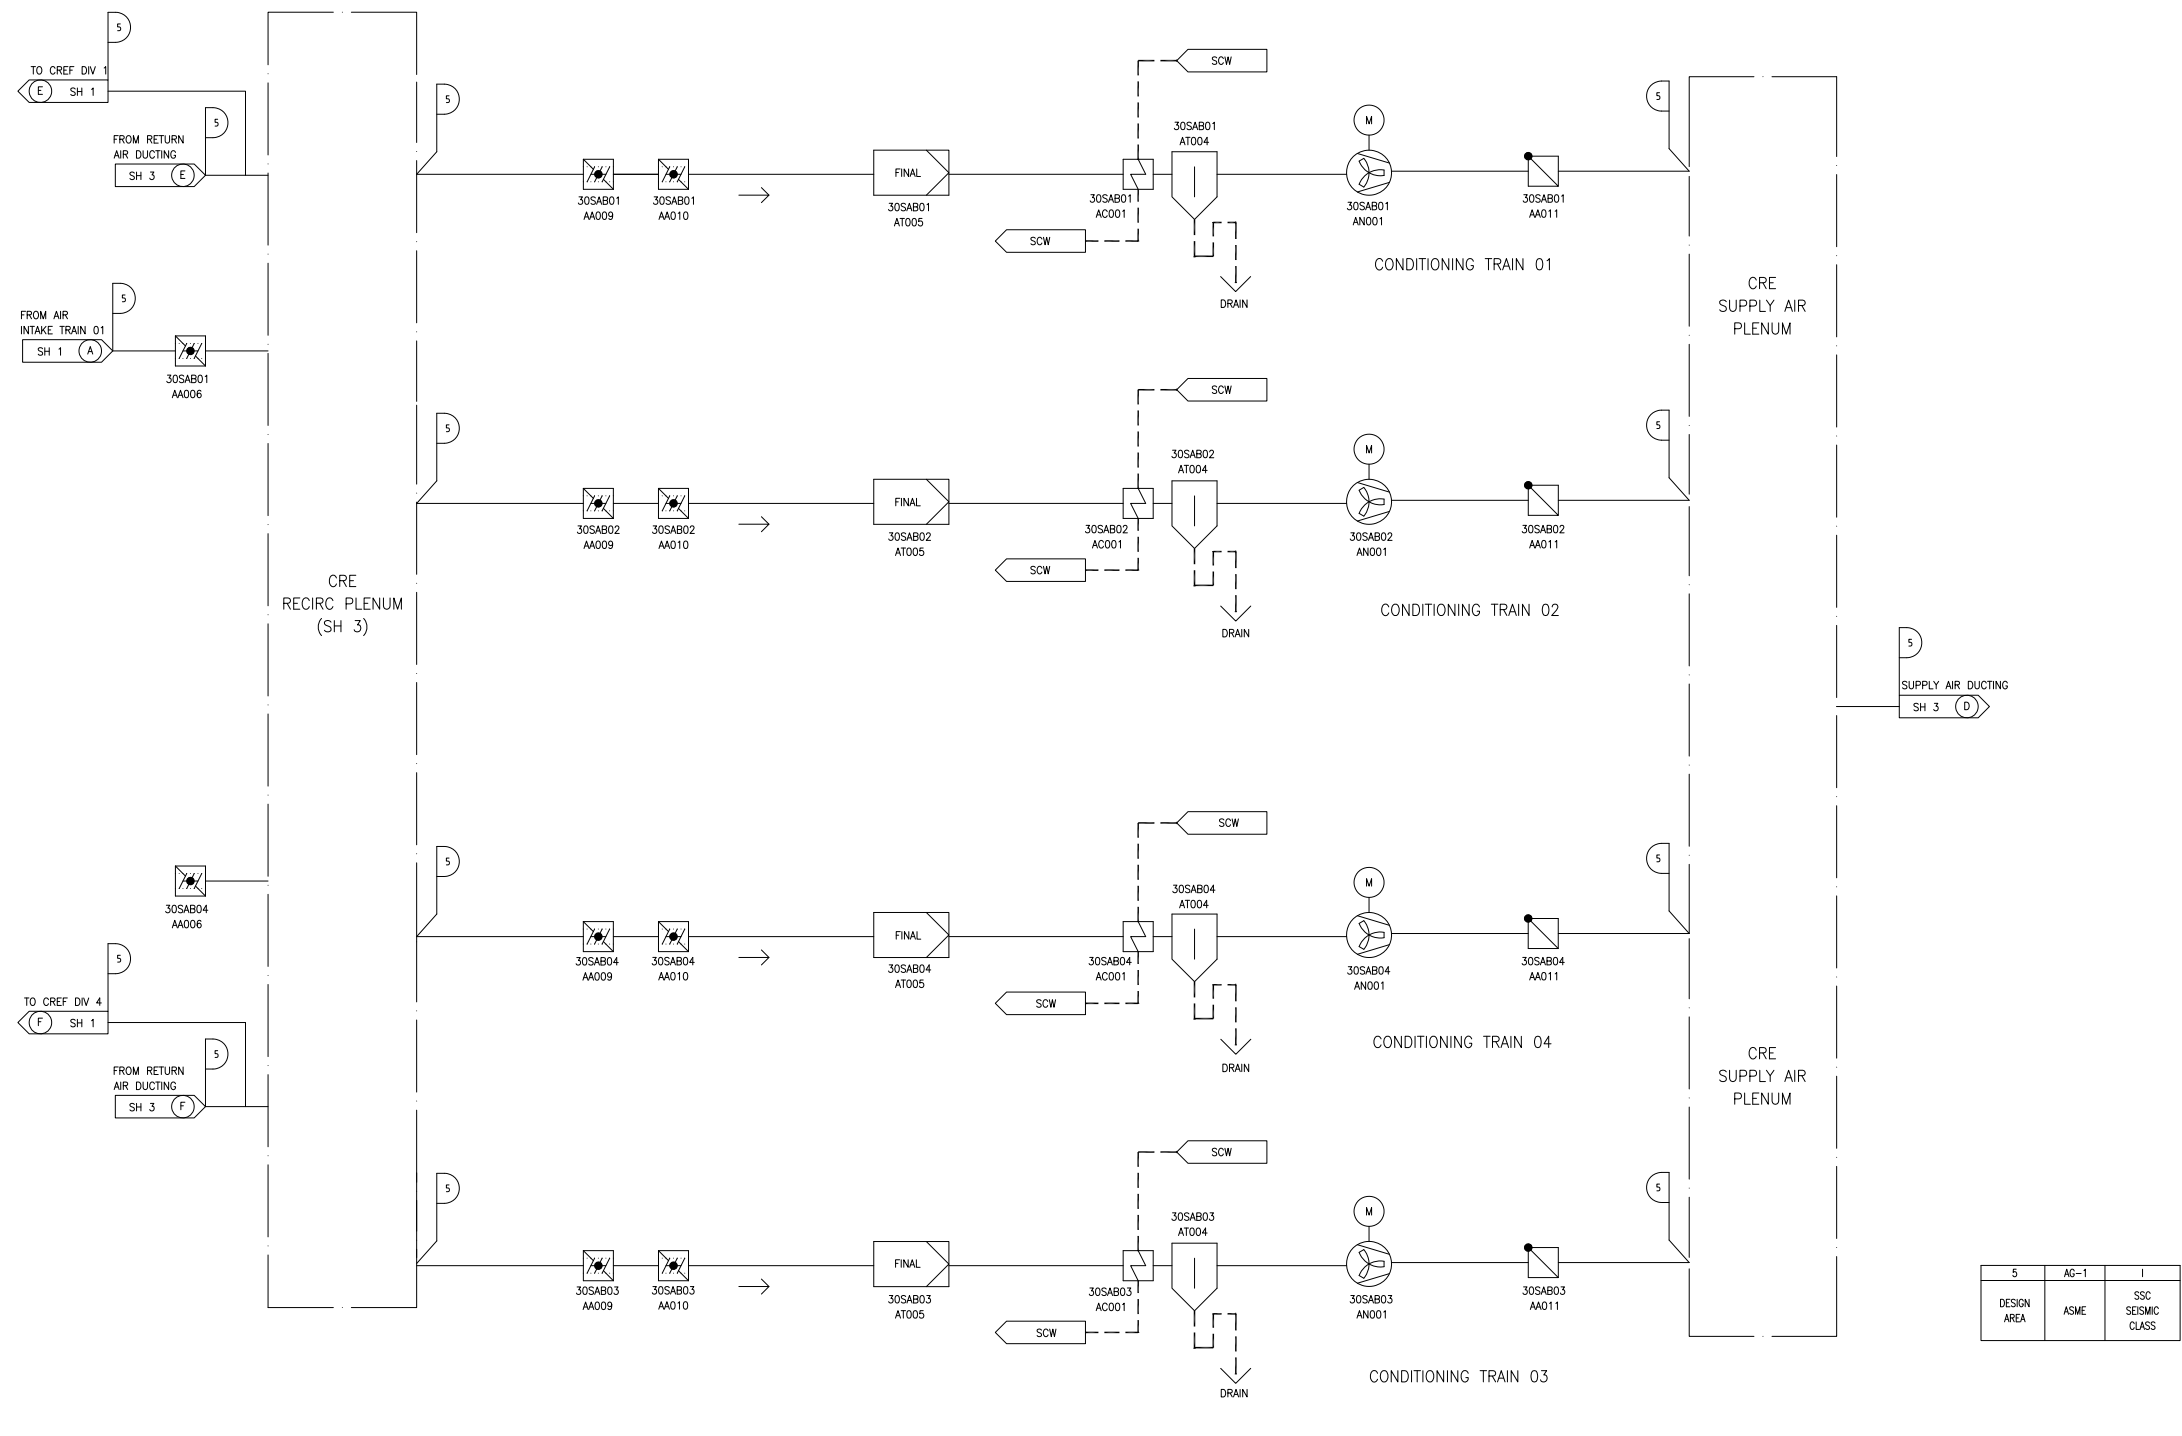 5
TO CREF DIV 1
E SH 1
5
FROM RETURN
AIR DUCTING
SH 3 E
5
FROM AIR
INTAKE TRAIN 01
SH 1 A
30SAB01
AA006
CRE
RECIRC PLENUM
(SH 3)
30SAB04
AA006
5
TO CREF DIV 4
F SH 1
5
FROM RETURN
AIR DUCTING
SH 3 F
5
30SAB01
AA009
30SAB01
AA010
FINAL
30SAB01
AT005
SCW
30SAB01
AC001
SCW
30SAB01
AT004
DRAIN
M
30SAB01
AN001
30SAB01
AA011
5
CONDITIONING TRAIN 01
5
30SAB02
AA009
30SAB02
AA010
FINAL
30SAB02
AT005
SCW
30SAB02
AC001
SCW
30SAB02
AT004
DRAIN
M
30SAB02
AN001
30SAB02
AA011
5
CONDITIONING TRAIN 02
5
30SAB04
AA009
30SAB04
AA010
FINAL
30SAB04
AT005
SCW
30SAB04
AC001
SCW
30SAB04
AT004
DRAIN
M
30SAB04
AN001
30SAB04
AA011
5
CONDITIONING TRAIN 04
5
30SAB03
AA009
30SAB03
AA010
FINAL
30SAB03
AT005
SCW
30SAB03
AC001
SCW
30SAB03
AT004
DRAIN
M
30SAB03
AN001
30SAB03
AA011
5
CONDITIONING TRAIN 03
CRE
SUPPLY AIR
PLENUM
CRE
SUPPLY AIR
PLENUM
5
SUPPLY AIR DUCTING
SH 3 D
5 AG-1 I
DESIGN AREA
ASME
SSC SEISMIC CLASS